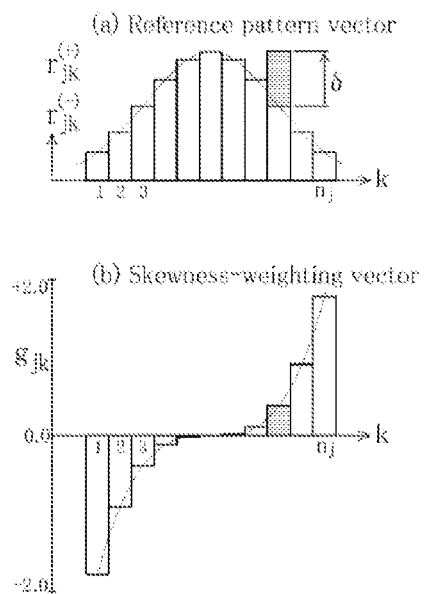 (a) Reference pattern vector
r_jk^(+)
r_jk^(-)
δ
1 2 3
n_j
k
(b) Skewness-weighting vector
+2.0
g_jk
0.0
1 2 3
n_j
k
-2.0